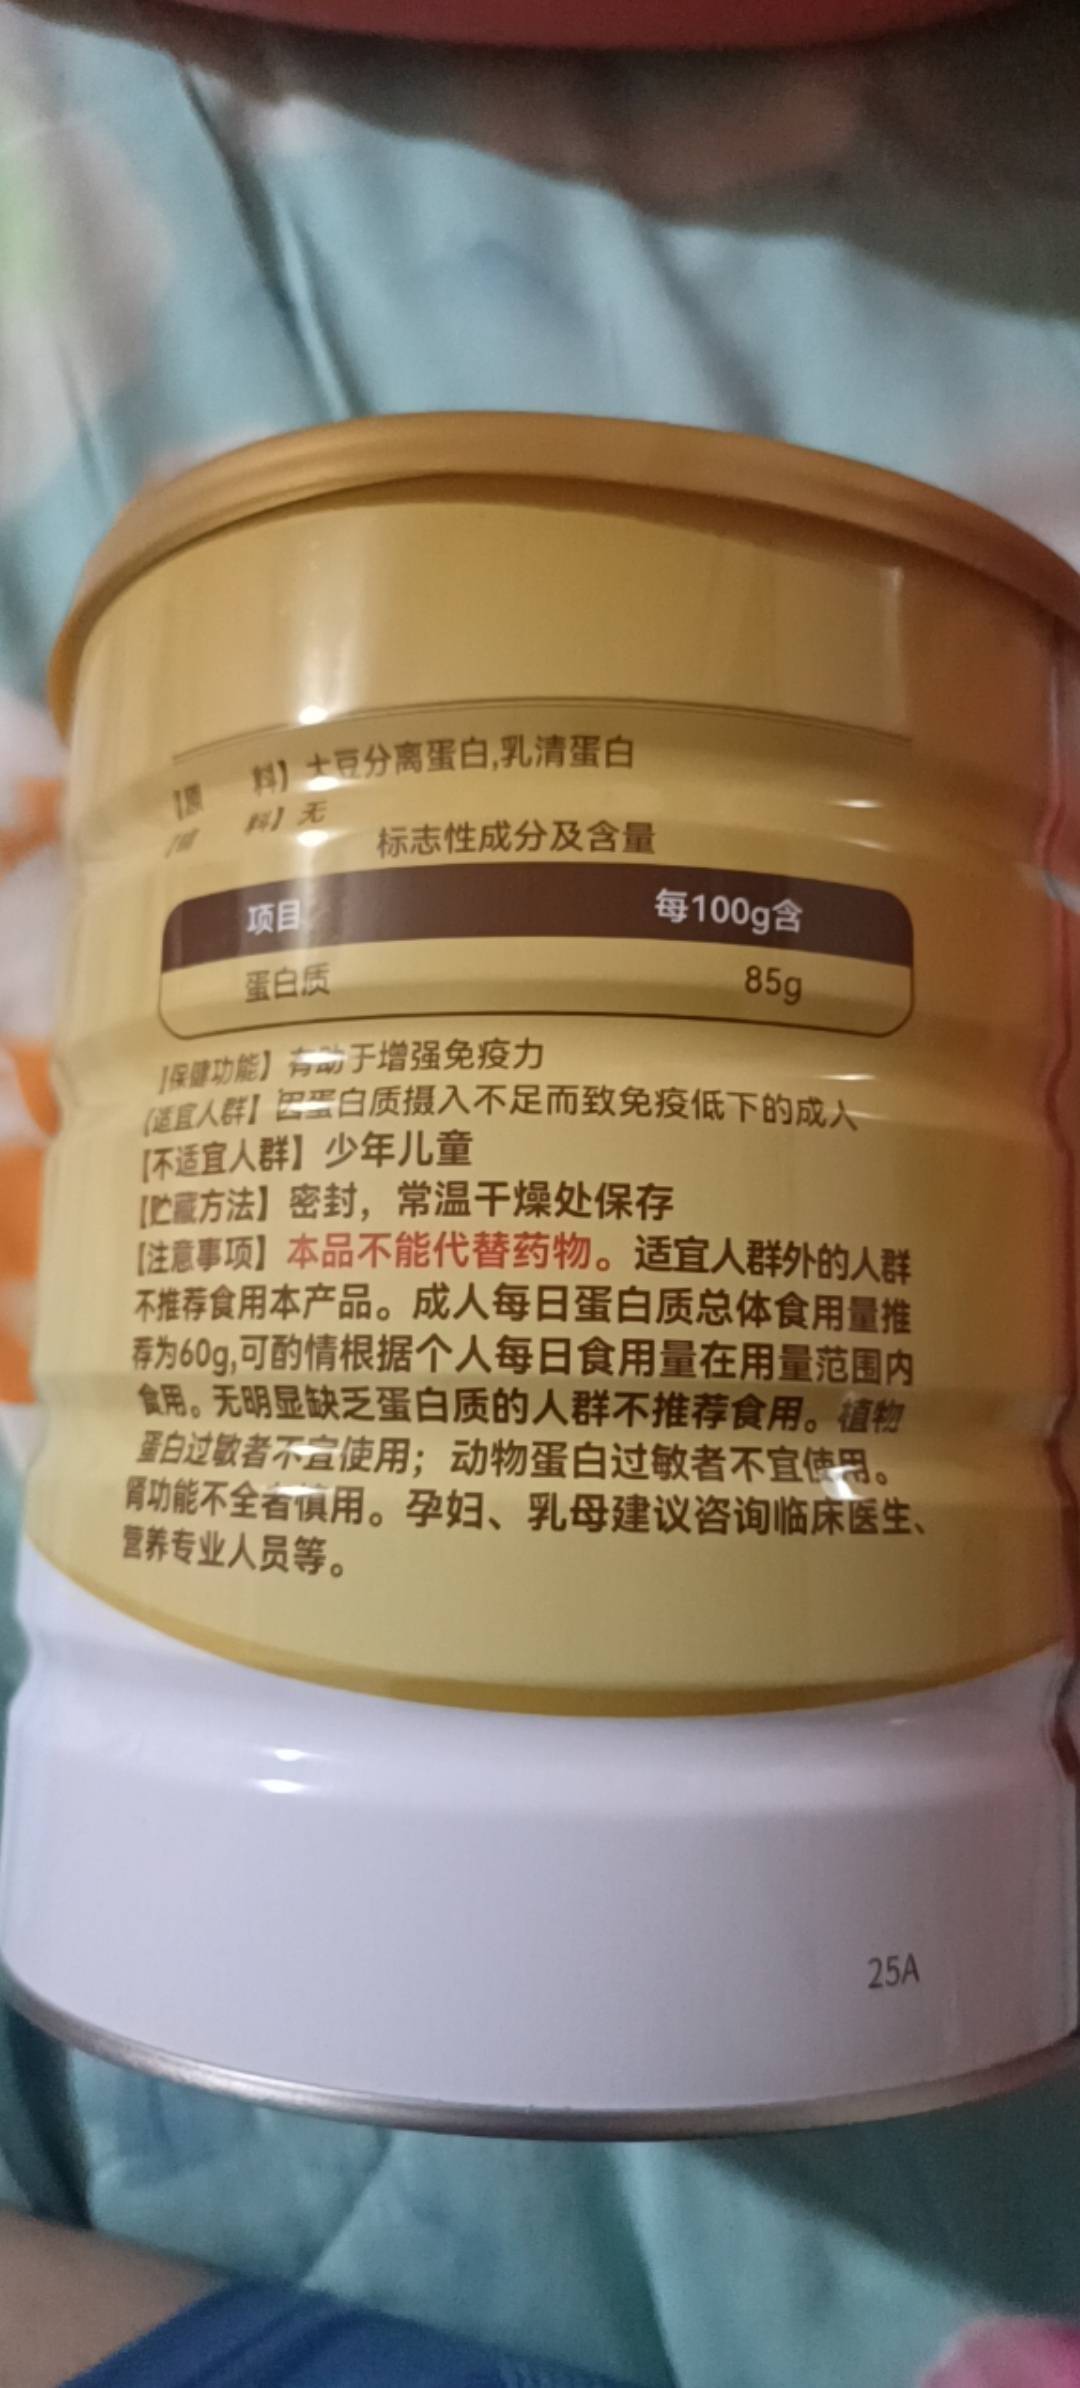 【原 料】大豆分离蛋白,乳清蛋白
【辅 料】无
标志性成分及含量
项目 每100g含
蛋白质 85g
【保健功能】有助于增强免疫力
【适宜人群】因蛋白质摄入不足而致免疫低下的成人
【不适宜人群】少年儿童
【贮藏方法】密封，常温干燥处保存
【注意事项】本品不能代替药物。适宜人群外的人群
不推荐食用本产品。成人每日蛋白质总体食用量推
荐为60g,可酌情根据个人每日食用量在用量范围内
食用。无明显缺乏蛋白质的人群不推荐食用。植物
蛋白过敏者不宜使用；动物蛋白过敏者不宜使用。
肾功能不全者慎用。孕妇、乳母建议咨询临床医生、
营养专业人员等。
25A